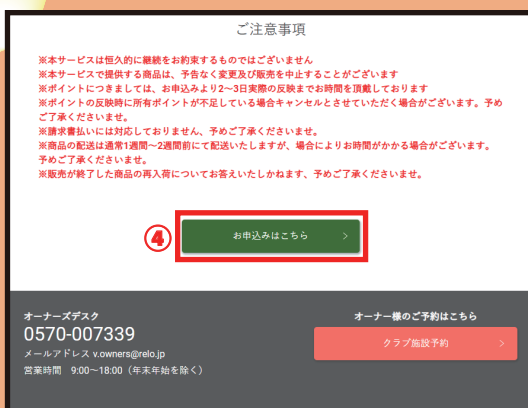 ご注意事項
※本サービスは恒久的に継続をお約束するものではございません
※本サービスで提供する商品は、予告なく変更及び販売を中止することがございます
※ポイントにつきましては、お申込みより2〜3日実際の反映までお時間を頂戴しております
※ポイントの反映時に所有ポイントが不足している場合キャンセルとさせていただく場合がございます。予め
ご了承くださいませ。
※請求書払いには対応しておりません、予めご了承くださいませ。
※商品の配送は通常1週間〜2週間前にて配送いたしますが、場合によりお時間がかかる場合がございます。
予めご了承くださいませ。
※販売が終了した商品の再入荷についてお答えいたしかねます、予めご了承くださいませ。
④
お申込みはこちら
オーナーズデスク
0570-007339
メールアドレス v.owners@relo.jp
営業時間 9:00〜18:00（年末年始を除く）
オーナー様のご予約はこちら
クラブ施設予約